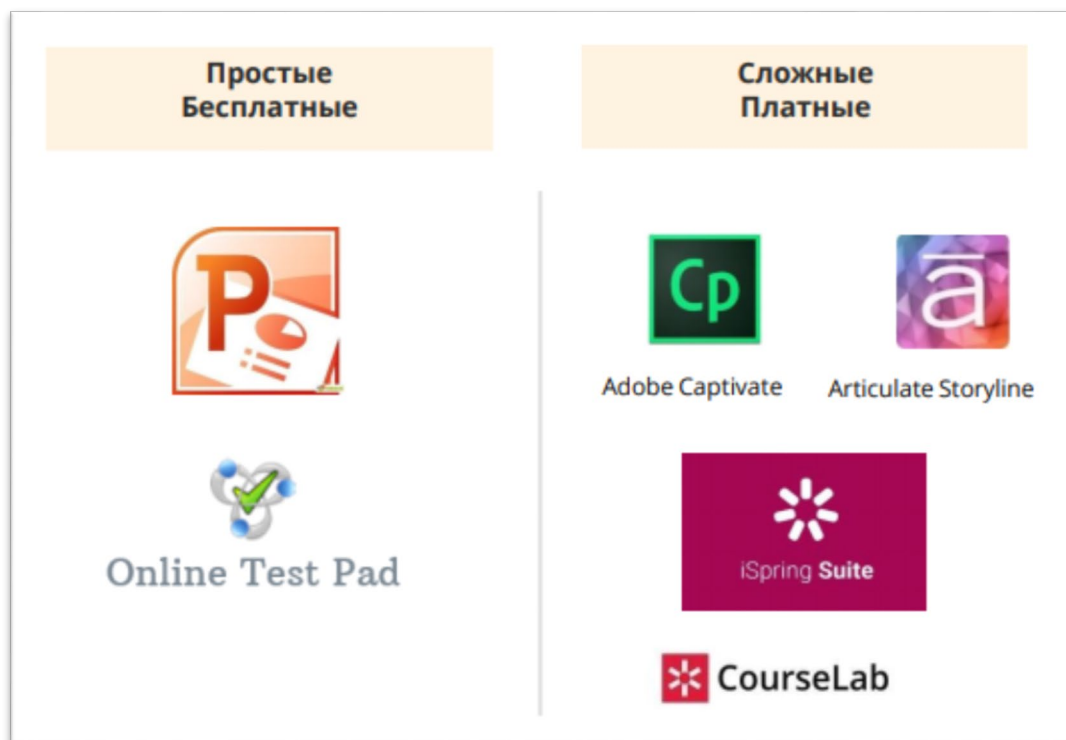 Простые
Бесплатные
Сложные
Платные
P
Cp
ā
Adobe Captivate
Articulate Storyline
Online Test Pad
iSpring Suite
CourseLab